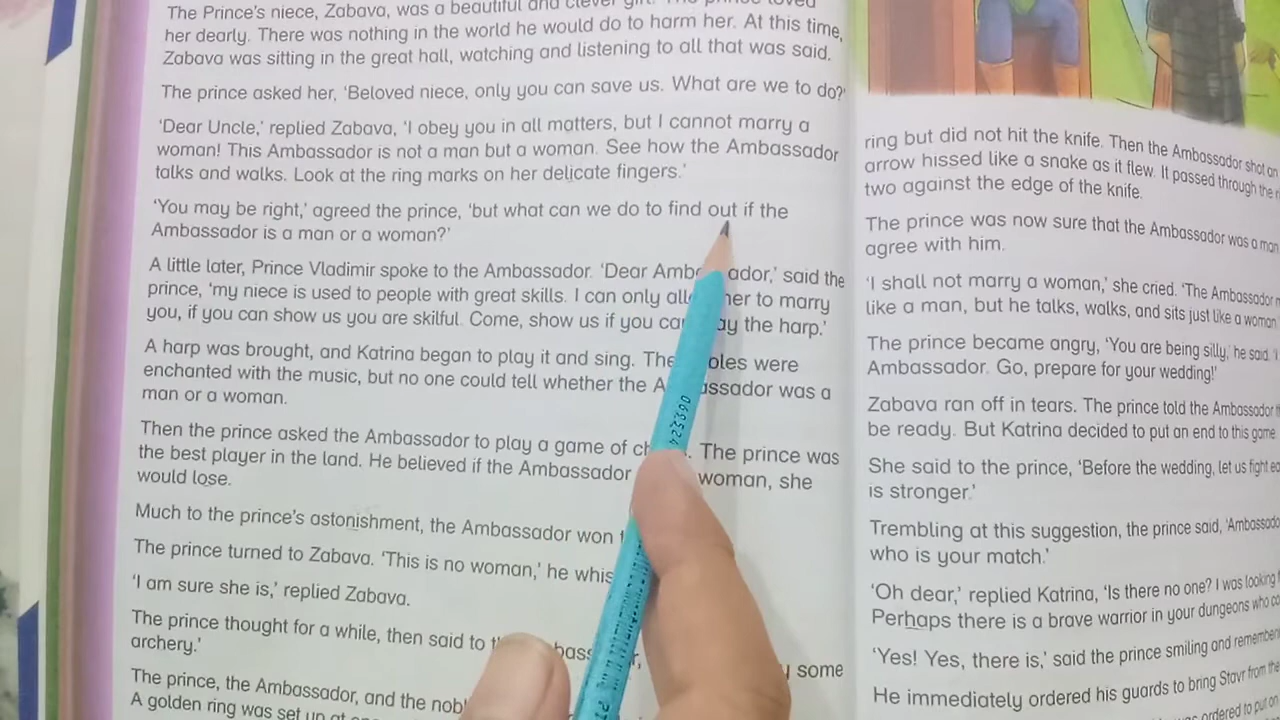 The Prince's niece, Zabava, was a beautiful and clever
her dearly. There was nothing in the world he would do to harm her. At this time,
Zabava was sitting in the great hall, watching and listening to all that was said.
The prince asked her, 'Beloved niece, only you can save us. What are we to do?'
'Dear Uncle,' replied Zabava, 'I obey you in all matters, but I cannot marry a
woman! This Ambassador is not a man but a woman. See how the Ambassador
talks and walks. Look at the ring marks on her delicate fingers.'
'You may be right,' agreed the prince, 'but what can we do to find out if the
Ambassador is a man or a woman?'
A little later, Prince Vladimir spoke to the Ambassador. 'Dear ador,' said the
prince, 'my niece is used to people with great skills. I can only her to marry
you, if you can show us you are skilful. Come, show us if you the harp.'
A harp was brought, and Katrina began to play it and sing. The were
enchanted with the music, but no one could tell whether the was a
man or a woman.
Then the prince asked the Ambassador to play a game of The prince was
the best player in the land. He believed if the Ambassador woman, she
would lose.
Much to the prince's astonishment, the Ambassador won
The prince turned to Zabava. 'This is no woman,' he
'I am sure she is,' replied Zabava.
The prince thought for a while, then said to some
archery.'
The prince, the Ambassador, and the
A golden ring was set up at
ring but did not hit the knife. Then the Ambassador shot an
arrow hissed like a snake as it flew. It passed through the
two against the edge of the knife.
The prince was now sure that the Ambassador was a man
agree with him.
'I shall not marry a woman,' she cried. 'The Ambassador
like a man, but he talks, walks, and sits just like a woman
The prince became angry, 'You are being silly,' he said.
Ambassador. Go, prepare for your wedding!'
Zabava ran off in tears. The prince told the Ambassador
be ready. But Katrina decided to put an end to this game
She said to the prince, 'Before the wedding, let us fight
is stronger.'
Trembling at this suggestion, the prince said,
who is your match.'
'Oh dear,' replied Katrina, 'Is there no one? I was looking
Perhaps there is a brave warrior in your dungeons who
'Yes! Yes, there is,' said the prince smiling and
He immediately ordered his guards to bring Stavr from
ordered to put on